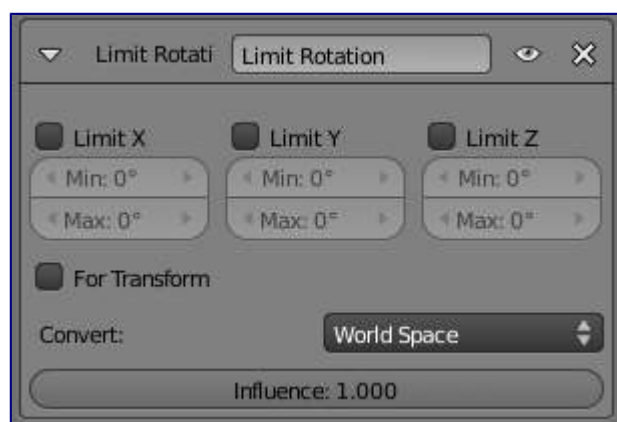 Limit Rotati Limit Rotation
Limit X Limit Y Limit Z
Min: 0° Min: 0° Min: 0°
Max: 0° Max: 0° Max: 0°
For Transform
Convert: World Space
Influence: 1.000